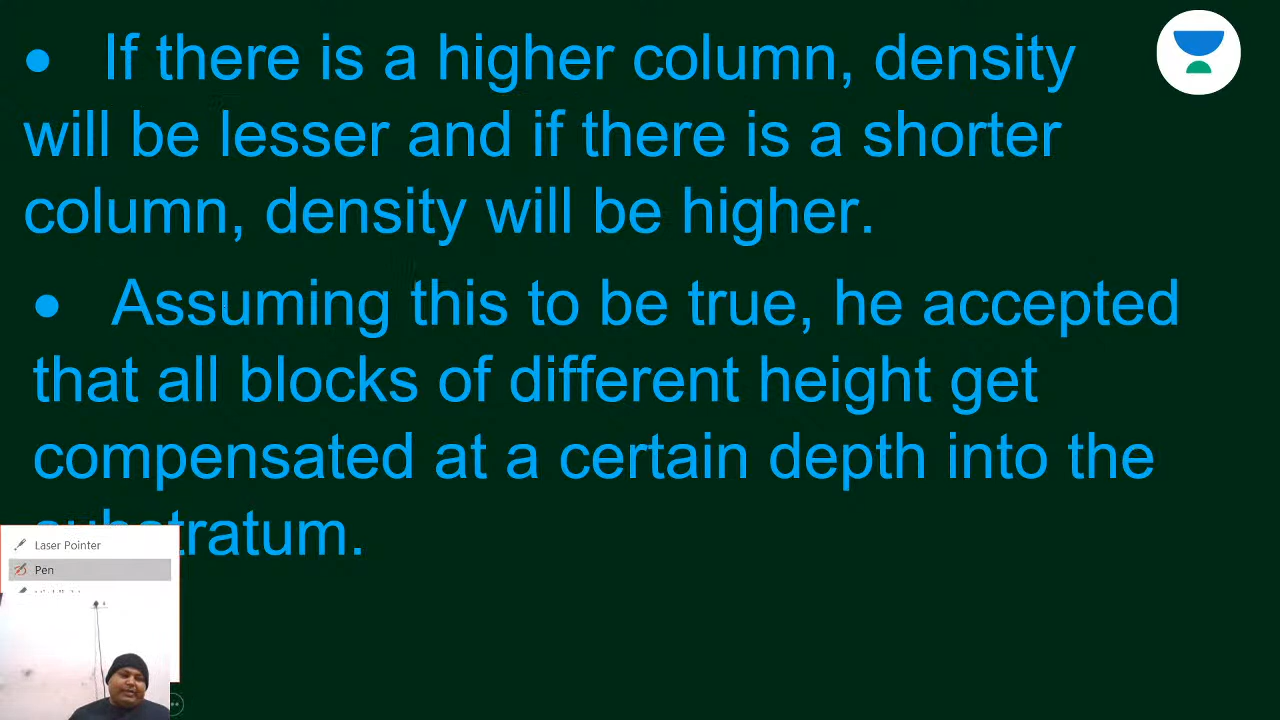 • If there is a higher column, density
will be lesser and if there is a shorter
column, density will be higher.
• Assuming this to be true, he accepted
that all blocks of different height get
compensated at a certain depth into the
substratum.
Laser Pointer
Pen